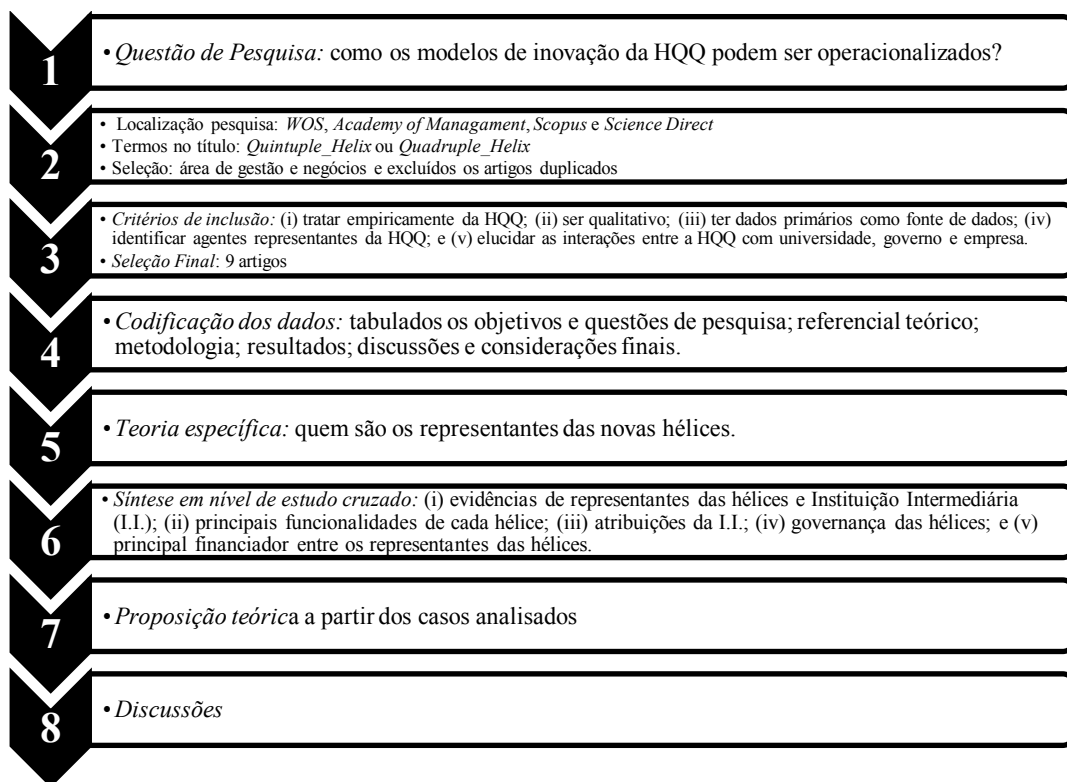 1
• Questão de Pesquisa: como os modelos de inovação da HQQ podem ser operacionalizados?
2
• Localização pesquisa: WOS, Academy of Managament, Scopus e Science Direct
• Termos no título: Quintuple_Helix ou Quadruple_Helix
• Seleção: área de gestão e negócios e excluídos os artigos duplicados
3
• Critérios de inclusão: (i) tratar empiricamente da HQQ; (ii) ser qualitativo; (iii) ter dados primários como fonte de dados; (iv)
identificar agentes representantes da HQQ; e (v) elucidar as interações entre a HQQ com universidade, governo e empresa.
• Seleção Final: 9 artigos
4
• Codificação dos dados: tabulados os objetivos e questões de pesquisa; referencial teórico;
metodologia; resultados; discussões e considerações finais.
5
• Teoria específica: quem são os representantes das novas hélices.
6
• Síntese em nível de estudo cruzado: (i) evidências de representantes das hélices e Instituição Intermediária
(I.I.); (ii) principais funcionalidades de cada hélice; (iii) atribuições da I.I.; (iv) governança das hélices; e (v)
principal financiador entre os representantes das hélices.
7
• Proposição teórica a partir dos casos analisados
8
• Discussões